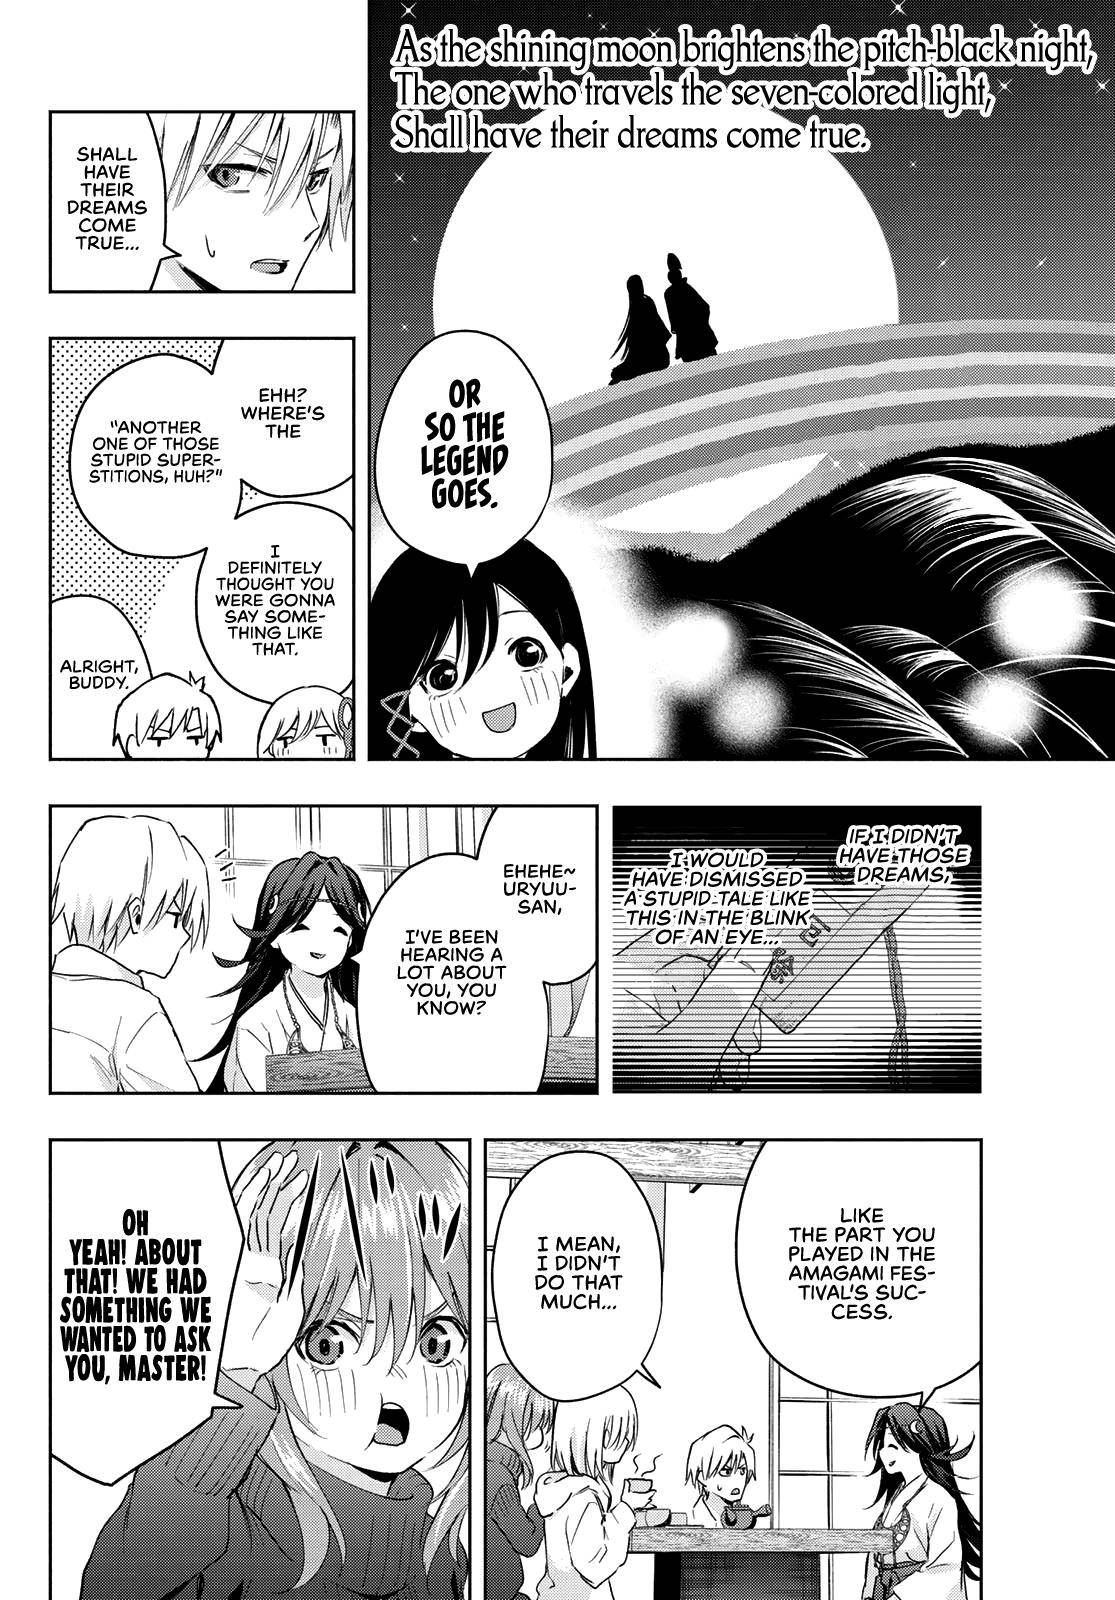 As the shining moon brightens the pitch-black night,
The one who travels the seven-colored light,
Shall have their dreams come true.
OR
SO THE
LEGEND
GOES.
SHALL
HAVE
THEIR
DREAMS
COME
TRUE...
EHH?
WHERE'S
THE
"ANOTHER
ONE OF THOSE
STUPID SUPER-
STITIONS, HUH?"
I
DEFINITELY
THOUGHT YOU
WERE GONNA
SAY SOME-
THING LIKE
THAT.
ALRIGHT,
BUDDY.
IF I DIDN'T
HAVE THOSE
DREAMS,
I WOULD
HAVE DISMISSED
A STUPID TALE LIKE
THIS IN THE BLINK
OF AN EYE...
EHEHE~
URYUU-
SAN,
I'VE BEEN
HEARING A
LOT ABOUT
YOU, YOU
KNOW?
LIKE
THE PART YOU
PLAYED IN THE
AMAGAMI FES-
TIVAL'S SUC-
CESS.
I MEAN,
I DIDN'T
DO THAT
MUCH...
OH
YEAH! ABOUT
THAT! WE HAD
SOMETHING WE
WANTED TO ASK
YOU, MASTER!